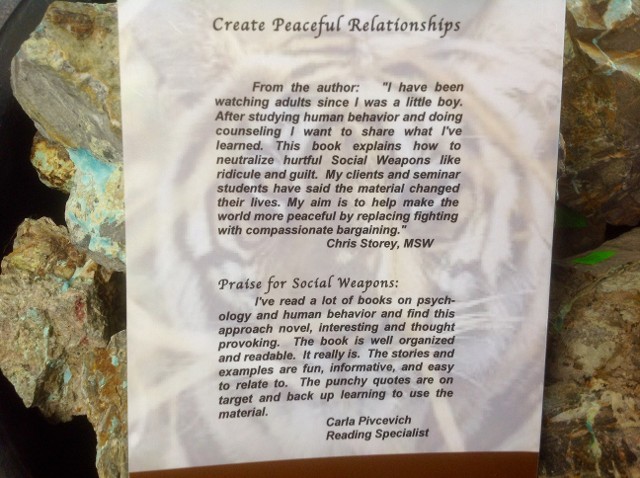 Create Peaceful Relationships
From the author: "I have been
watching adults since I was a little boy.
After studying human behavior and doing
counseling I want to share what I've
learned. This book explains how to
neutralize hurtful Social Weapons like
ridicule and guilt. My clients and seminar
students have said the material changed
their lives. My aim is to help make the
world more peaceful by replacing fighting
with compassionate bargaining."
Chris Storey, MSW
Praise for Social Weapons:
I've read a lot of books on psych-
ology and human behavior and find this
approach novel, interesting and thought
provoking. The book is well organized
and readable. It really is. The stories and
examples are fun, informative, and easy
to relate to. The punchy quotes are on
target and back up learning to use the
material.
Carla Pivcevich
Reading Specialist